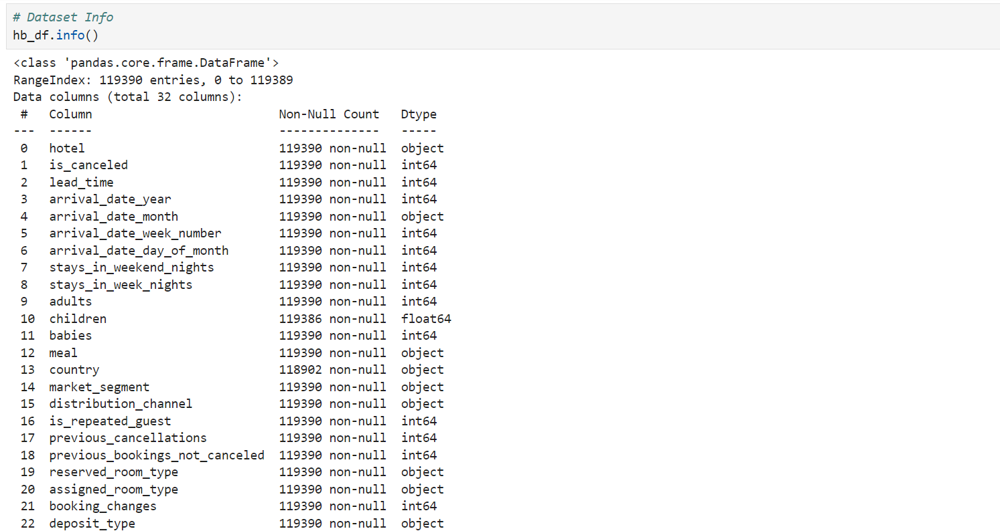 # Dataset Info
hb_df.info()
<class 'pandas.core.frame.DataFrame'>
RangeIndex: 119390 entries, 0 to 119389
Data columns (total 32 columns):
 #   Column                          Non-Null Count   Dtype
---  ------                          --------------   -----
 0   hotel                           119390 non-null  object
 1   is_canceled                     119390 non-null  int64
 2   lead_time                       119390 non-null  int64
 3   arrival_date_year               119390 non-null  int64
 4   arrival_date_month              119390 non-null  object
 5   arrival_date_week_number        119390 non-null  int64
 6   arrival_date_day_of_month       119390 non-null  int64
 7   stays_in_weekend_nights         119390 non-null  int64
 8   stays_in_week_nights            119390 non-null  int64
 9   adults                          119390 non-null  int64
 10  children                        119386 non-null  float64
 11  babies                          119390 non-null  int64
 12  meal                            119390 non-null  object
 13  country                         118902 non-null  object
 14  market_segment                  119390 non-null  object
 15  distribution_channel            119390 non-null  object
 16  is_repeated_guest               119390 non-null  int64
 17  previous_cancellations          119390 non-null  int64
 18  previous_bookings_not_canceled  119390 non-null  int64
 19  reserved_room_type              119390 non-null  object
 20  assigned_room_type              119390 non-null  object
 21  booking_changes                 119390 non-null  int64
 22  deposit_type                    119390 non-null  object